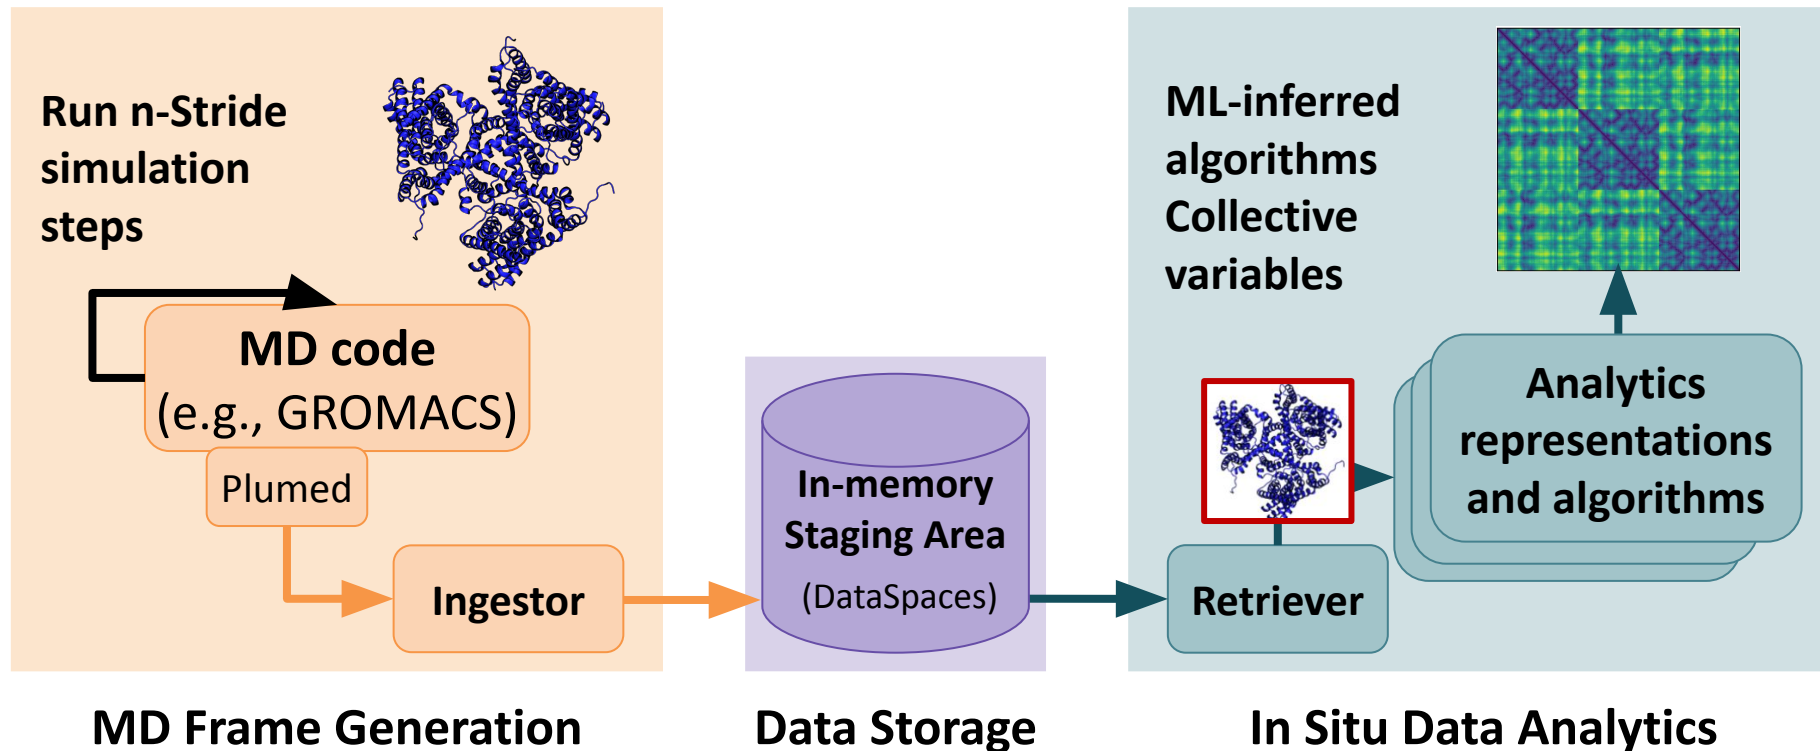 Run n-Stride
simulation
steps
MD code
(e.g., GROMACS)
Plumed
Ingestor
MD Frame Generation
In-memory
Staging Area
(DataSpaces)
Data Storage
ML-inferred
algorithms
Collective
variables
Analytics
representations
and algorithms
Retriever
In Situ Data Analytics